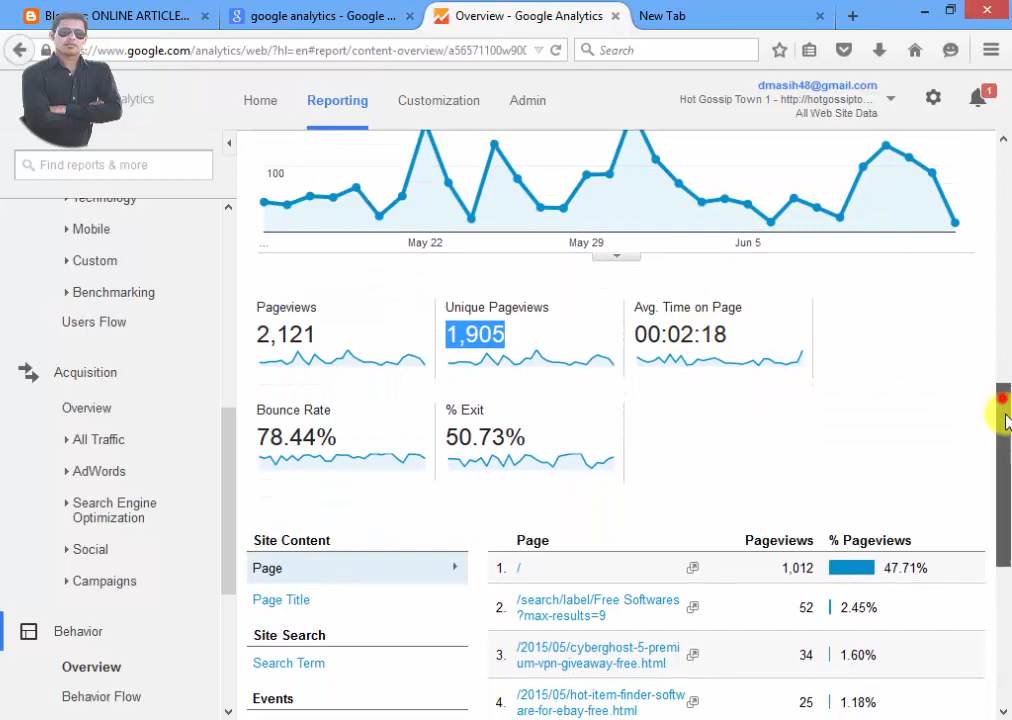 Blogger: ONLINE ARTICLE...
google analytics - Google ...
Overview - Google Analytics
New Tab
www.google.com/analytics/web/?hl=en#report/content-overview/a56571100w90
Search
Analytics
Home
Reporting
Customization
Admin
dmasih48@gmail.com
Hot Gossip Town 1 - http://hotgossipto...
All Web Site Data
1
Find reports & more
Technology
Mobile
Custom
Benchmarking
Users Flow
Acquisition
Overview
All Traffic
AdWords
Search Engine
Optimization
Social
Campaigns
Behavior
Overview
Behavior Flow
100
...
May 22
May 29
Jun 5
Pageviews
2,121
Unique Pageviews
1,905
Avg. Time on Page
00:02:18
Bounce Rate
78.44%
% Exit
50.73%
Site Content
Page
Page Title
Site Search
Search Term
Events
Page Pageviews % Pageviews
1. / 1,012 47.71%
2. /search/label/Free Softwares
?max-results=9 52 2.45%
3. /2015/05/cyberghost-5-premi
um-vpn-giveaway-free.html 34 1.60%
4. /2015/05/hot-item-finder-softw
are-for-ebay-free.html 25 1.18%